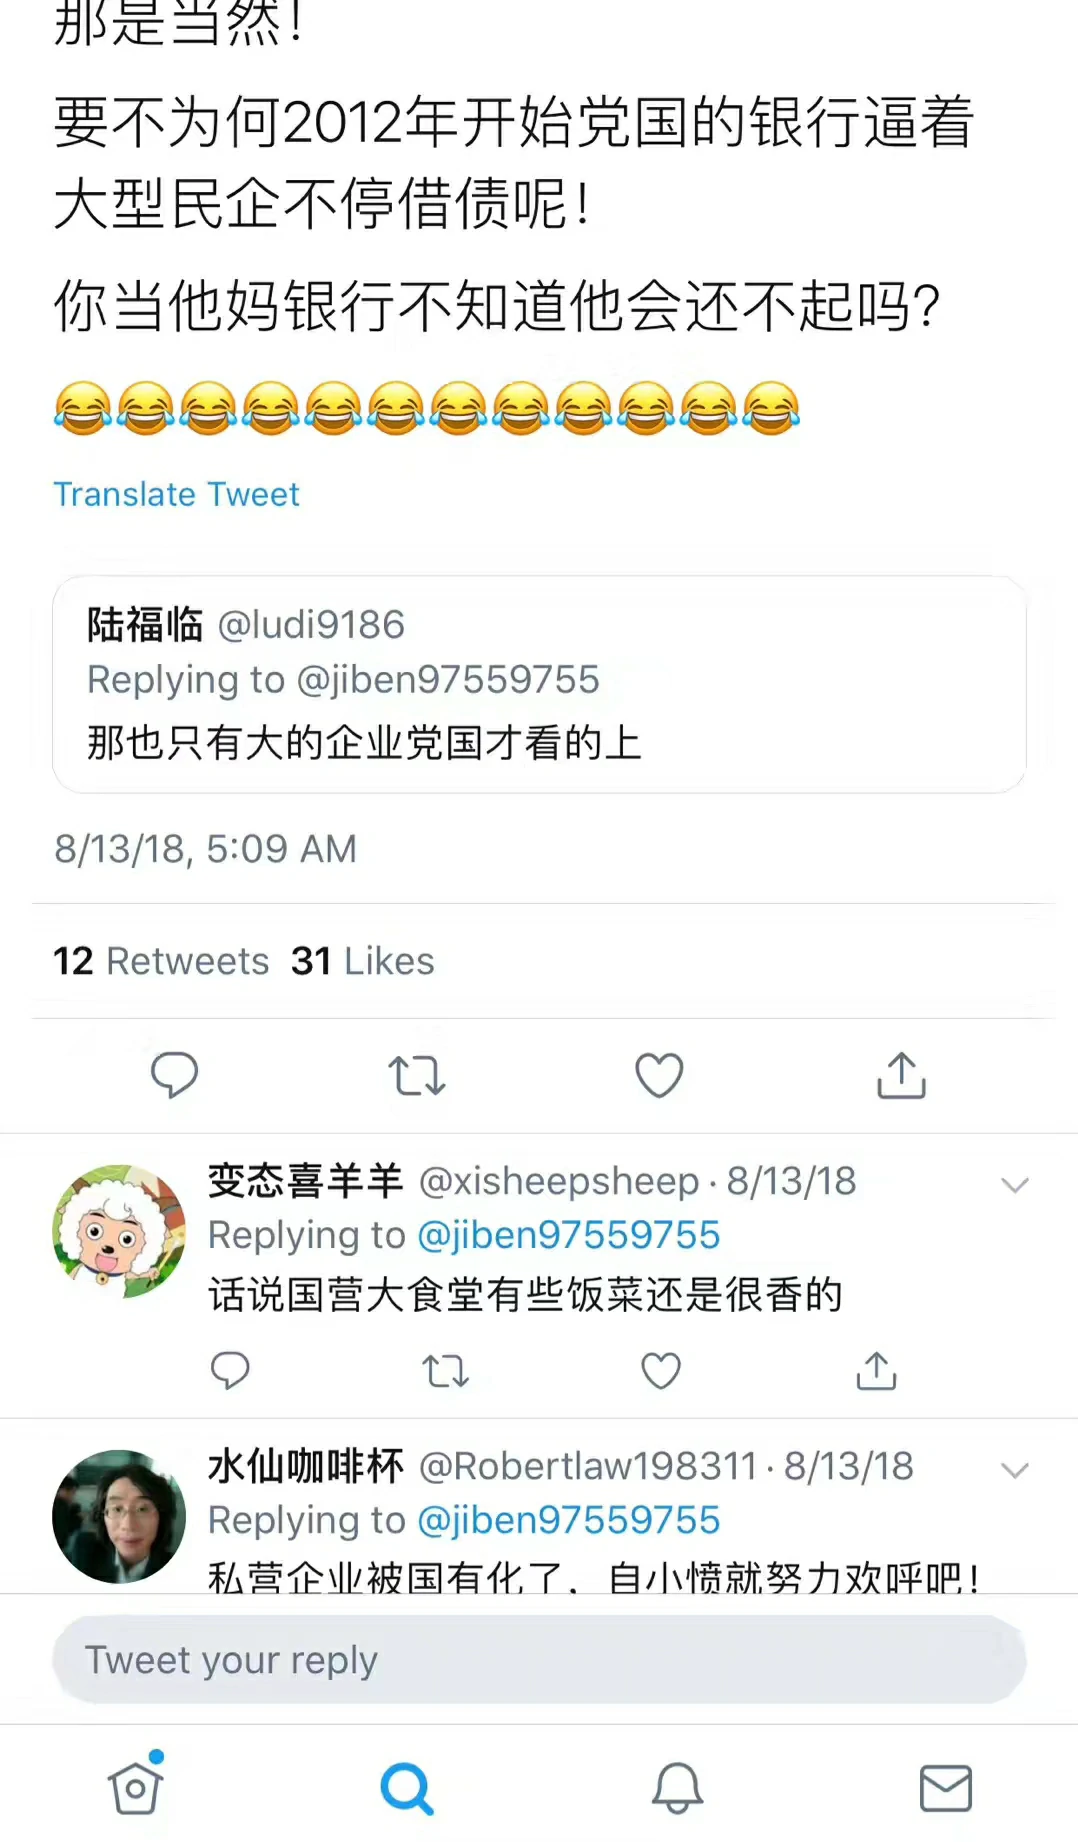 那是当然！
要不为何2012年开始党国的银行逼着
大型民企不停借债呢！
你当他妈银行不知道他会还不起吗？
😂😂😂😂😂😂😂😂😂😂😂😂
Translate Tweet
陆福临 @ludi9186
Replying to @jiben97559755
那也只有大的企业党国才看的上
8/13/18, 5:09 AM
12 Retweets 31 Likes
变态喜羊羊 @xisheepsheep · 8/13/18
Replying to @jiben97559755
话说国营大食堂有些饭菜还是很香的
水仙咖啡杯 @Robertlaw198311 · 8/13/18
Replying to @jiben97559755
私营企业被国有化了，自小愤就努力欢呼吧！
Tweet your reply